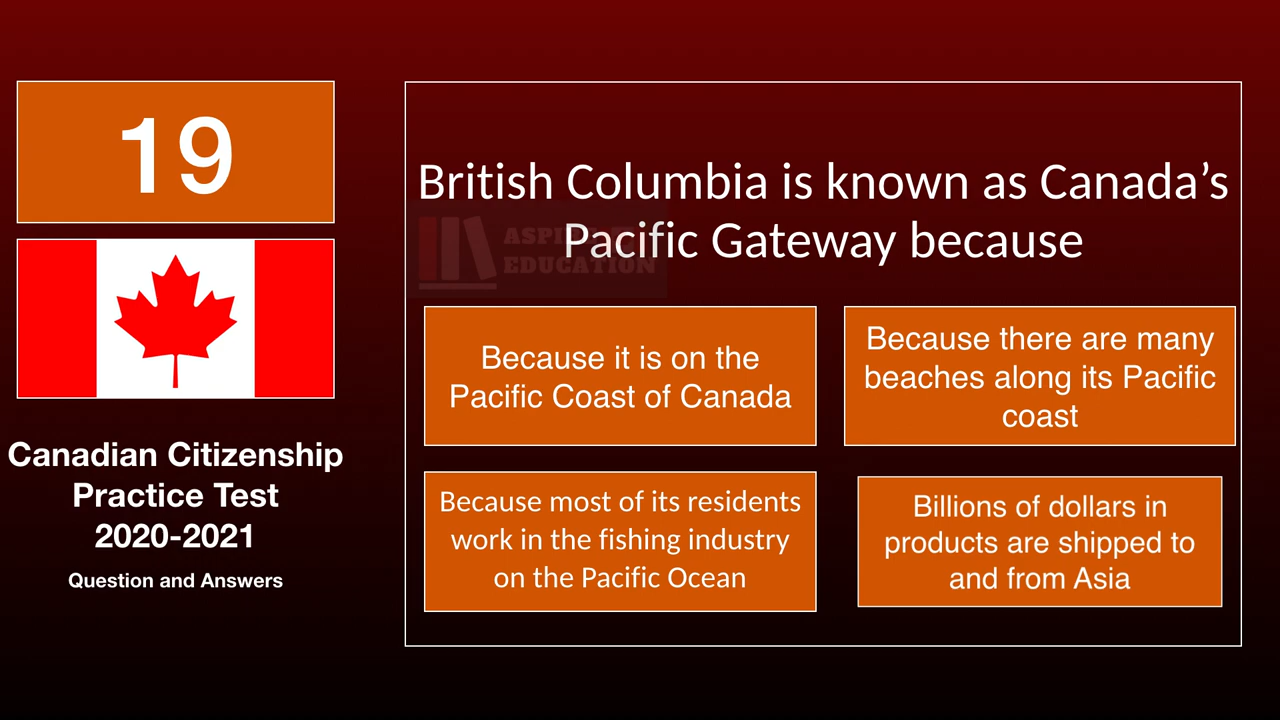 19
Canadian Citizenship
Practice Test
2020-2021
Question and Answers
British Columbia is known as Canada’s
Pacific Gateway because
EDUCATION
Because it is on the
Pacific Coast of Canada
Because there are many
beaches along its Pacific
coast
Because most of its residents
work in the fishing industry
on the Pacific Ocean
Billions of dollars in
products are shipped to
and from Asia